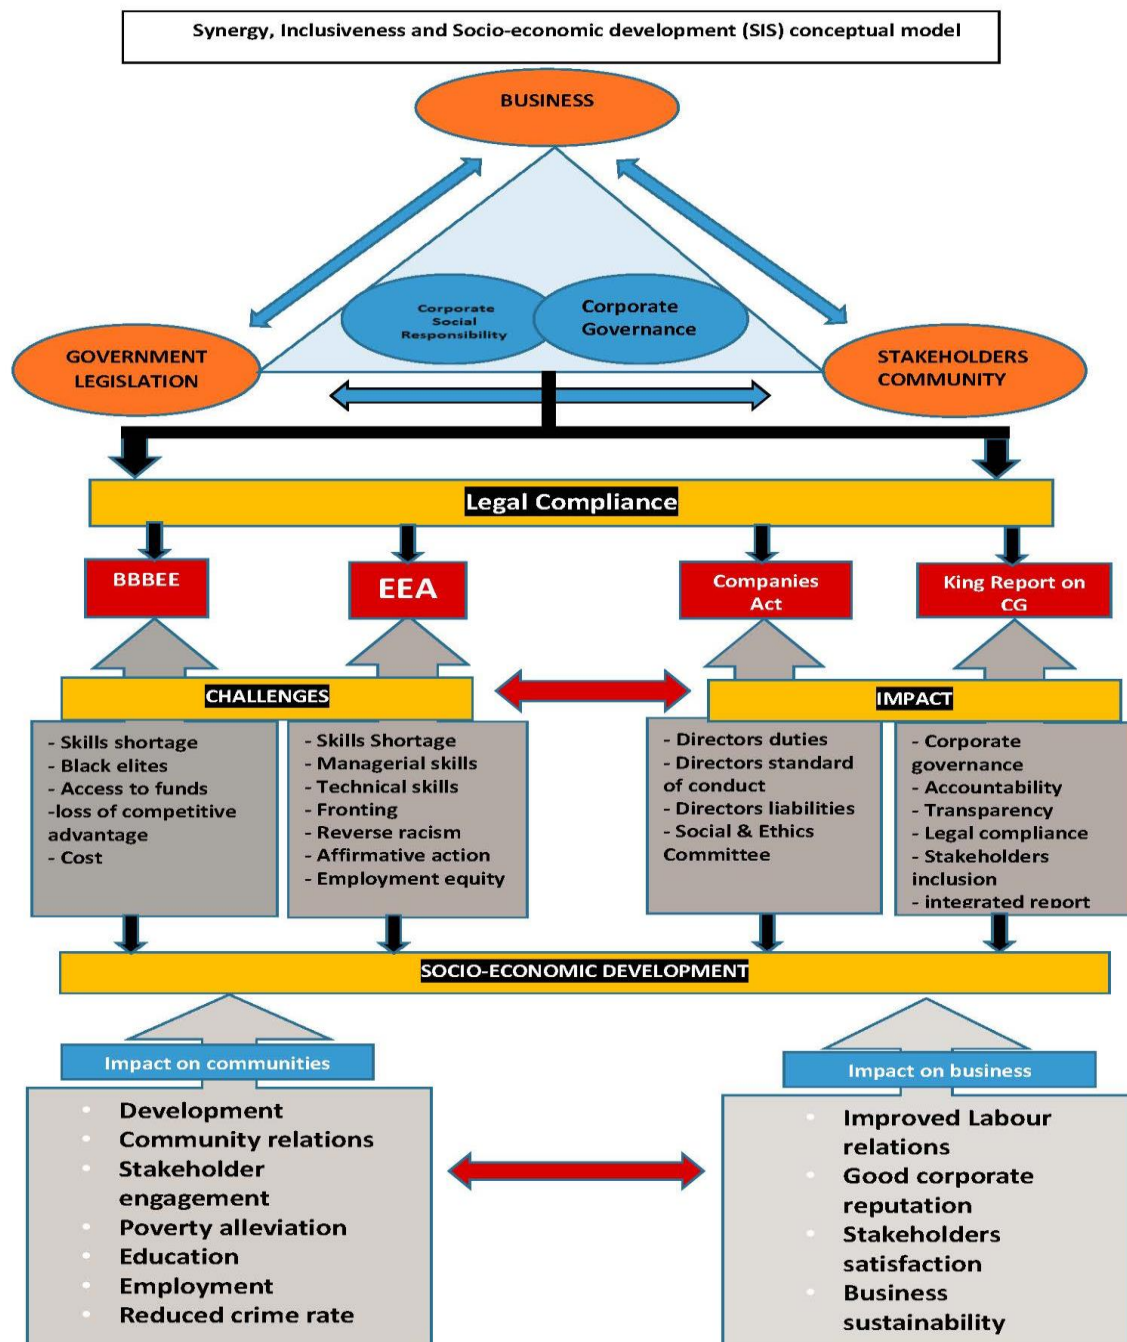 Synergy, Inclusiveness and Socio-economic development (SIS) conceptual model
BUSINESS
Corporate
Social
Responsibility
Corporate
Governance
GOVERNMENT
LEGISLATION
STAKEHOLDERS
COMMUNITY
Legal Compliance
BBBEE
EEA
Companies
Act
King Report on
CG
CHALLENGES
IMPACT
- Skills shortage
- Black elites
- Access to funds
-loss of competitive
advantage
- Cost
- Skills Shortage
- Managerial skills
- Technical skills
- Fronting
- Reverse racism
- Affirmative action
- Employment equity
- Directors duties
- Directors standard
of conduct
- Directors liabilities
- Social & Ethics
Committee
- Corporate
governance
- Accountability
- Transparency
- Legal compliance
- Stakeholders
inclusion
- integrated report
SOCIO-ECONOMIC DEVELOPMENT
Impact on communities
• Development
• Community relations
• Stakeholder
engagement
• Poverty alleviation
• Education
• Employment
• Reduced crime rate
Impact on business
• Improved Labour
relations
• Good corporate
reputation
• Stakeholders
satisfaction
• Business
sustainability